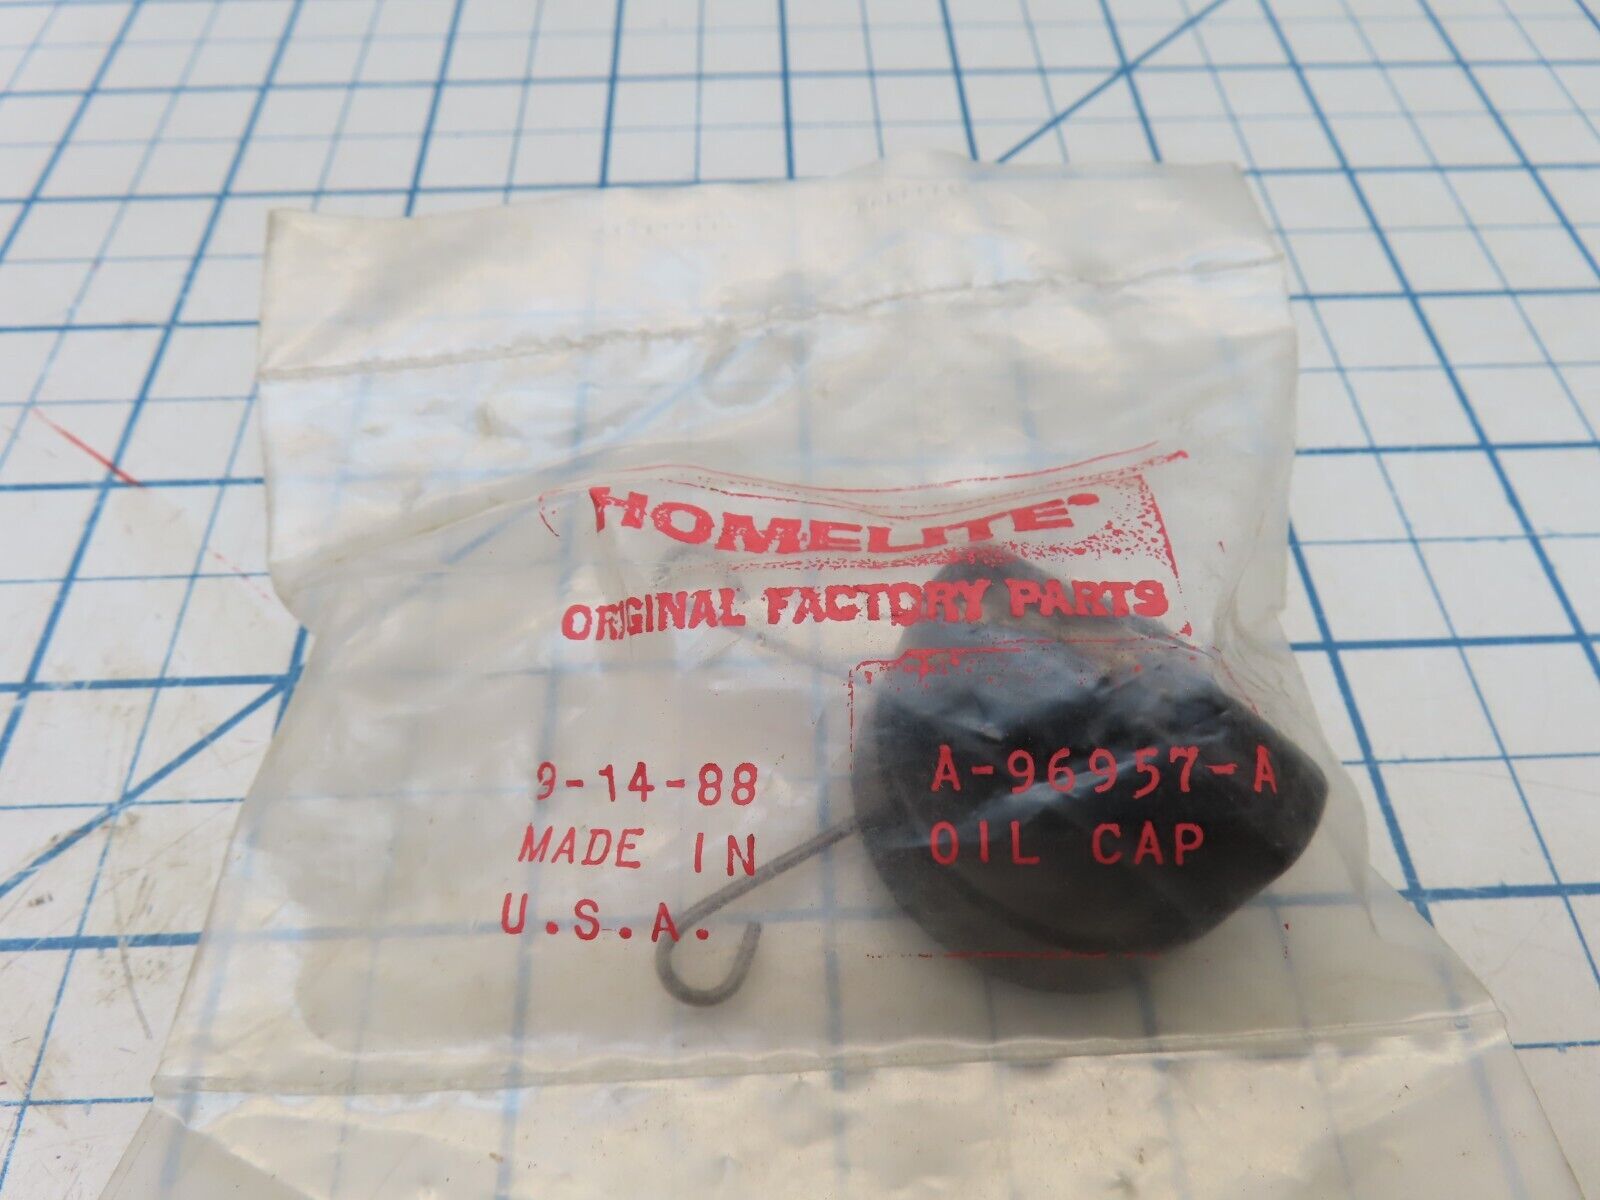 HOMELITE®
ORIGINAL FACTORY PARTS
9-14-88
MADE IN
U.S.A.
A-96957-A
OIL CAP